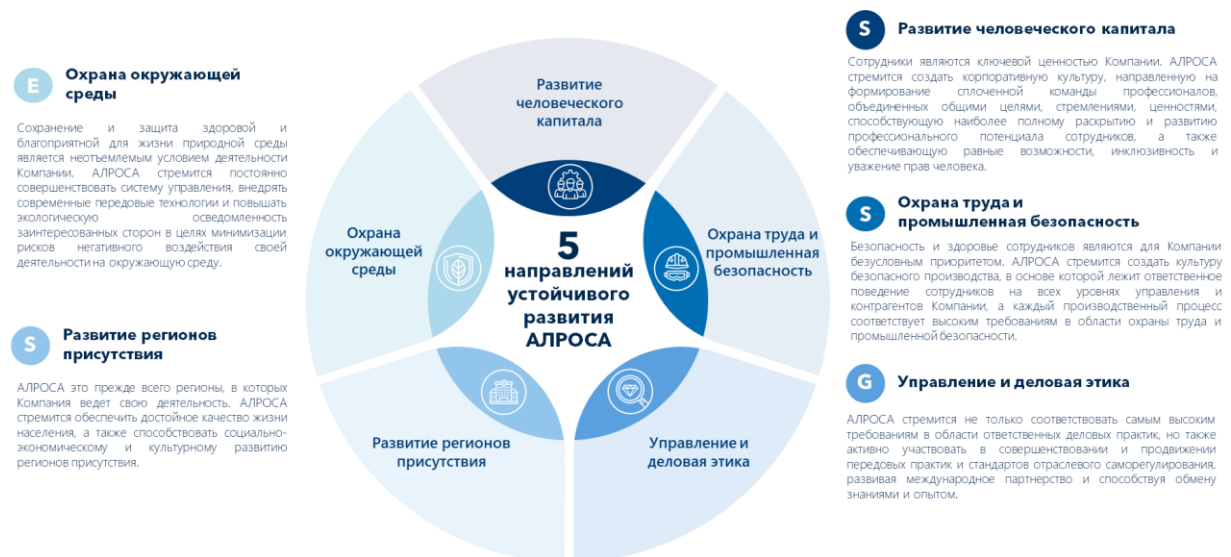 E
Охрана окружающей
среды
Сохранение и защита здоровой и
благоприятной для жизни природной среды
является неотъемлемым условием деятельности
Компании. АЛРОСА стремится постоянно
совершенствовать систему управления, внедрять
современные передовые технологии и повышать
экологическую осведомленность
заинтересованных сторон в целях минимизации
рисков негативного воздействия своей
деятельности на окружающую среду.
S
Развитие регионов
присутствия
АЛРОСА это прежде всего регионы, в которых
Компания ведет свою деятельность. АЛРОСА
стремится обеспечить достойное качество жизни
населения, а также способствовать социально-
экономическому и культурному развитию
регионов присутствия.
Развитие
человеческого
капитала
Охрана
окружающей
среды
5
направлений
устойчивого
развития
АЛРОСА
Охрана труда и
промышленная
безопасность
Развитие регионов
присутствия
Управление и
деловая этика
S
Развитие человеческого капитала
Сотрудники являются ключевой ценностью Компании. АЛРОСА
стремится создать корпоративную культуру, направленную на
формирование сплоченной команды профессионалов,
объединенных общими целями, стремлениями, ценностями,
способствующую наиболее полному раскрытию и развитию
профессионального потенциала сотрудников, а также
обеспечивающую равные возможности, инклюзивность и
уважение прав человека.
S
Охрана труда и
промышленная безопасность
Безопасность и здоровье сотрудников являются для Компании
безусловным приоритетом. АЛРОСА стремится создать культуру
безопасного производства, в основе которой лежит ответственное
поведение сотрудников на всех уровнях управления и
контрагентов Компании, а каждый производственный процесс
соответствует высоким требованиям в области охраны труда и
промышленной безопасности.
G
Управление и деловая этика
АЛРОСА стремится не только соответствовать самым высоким
требованиям в области ответственных деловых практик, но также
активно участвовать в совершенствовании и продвижении
передовых практик и стандартов отраслевого саморегулирования,
развивая международное партнерство и способствуя обмену
знаниями и опытом.